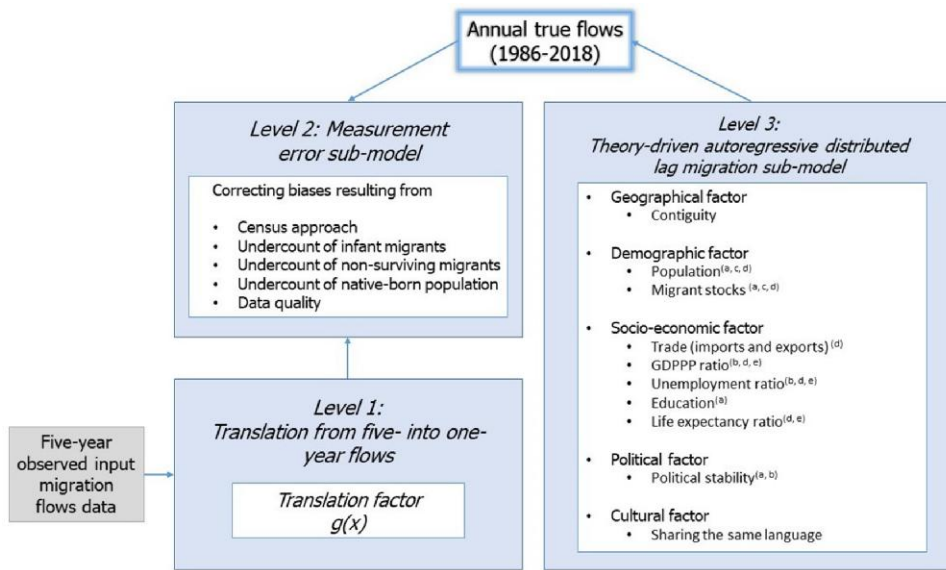 Annual true flows
(1986-2018)
Level 2: Measurement
error sub-model
Correcting biases resulting from
• Census approach
• Undercount of infant migrants
• Undercount of non-surviving migrants
• Undercount of native-born population
• Data quality
Level 1:
Translation from five- into one-
year flows
Translation factor
g(x)
Five-year
observed input
migration
flows data
Level 3:
Theory-driven autoregressive distributed
lag migration sub-model
• Geographical factor
• Contiguity
• Demographic factor
• Population(a, c, d)
• Migrant stocks (a, c, d)
• Socio-economic factor
• Trade (imports and exports) (d)
• GDPPP ratio(b, d, e)
• Unemployment ratio(b, d, e)
• Education(a)
• Life expectancy ratio(d, e)
• Political factor
• Political stability(a, b)
• Cultural factor
• Sharing the same language